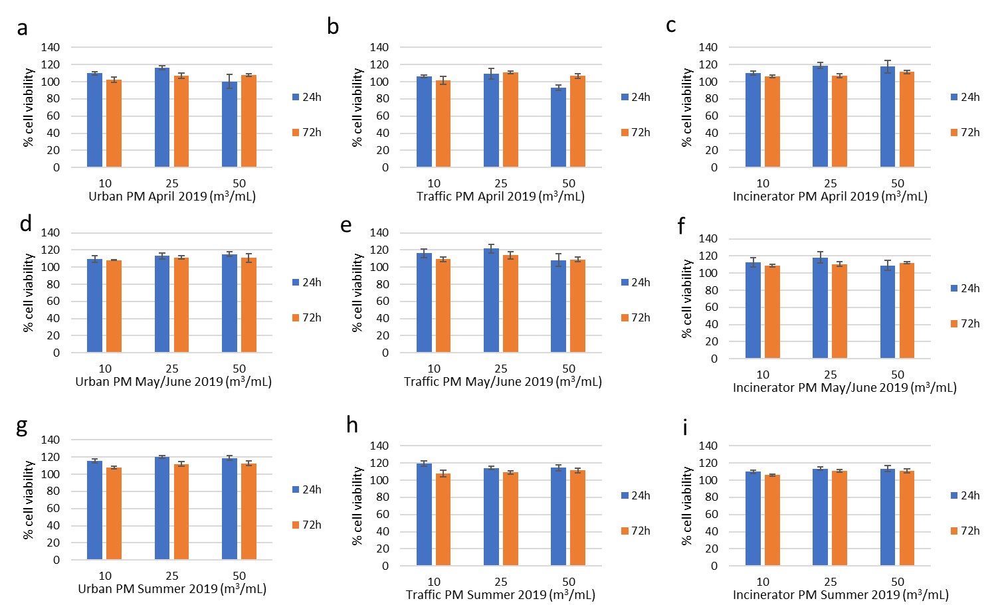 a
140
120
100
80
60
40
20
0
% cell viability
10 25 50
Urban PM April 2019 (m³/mL)
24h
72h
b
140
120
100
80
60
40
20
0
% cell viability
10 25 50
Traffic PM April 2019 (m³/mL)
24h
72h
c
140
120
100
80
60
40
20
0
% cell viability
10 25 50
Incinerator PM April 2019 (m³/mL)
24h
72h
d
140
120
100
80
60
40
20
0
% cell viability
10 25 50
Urban PM May/June 2019 (m³/mL)
24h
72h
e
140
120
100
80
60
40
20
0
% cell viability
10 25 50
Traffic PM May/June 2019 (m³/mL)
24h
72h
f
140
120
100
80
60
40
20
0
% cell viability
10 25 50
Incinerator PM May/June 2019 (m³/mL)
24h
72h
g
140
120
100
80
60
40
20
0
% cell viability
10 25 50
Urban PM Summer 2019 (m³/mL)
24h
72h
h
140
120
100
80
60
40
20
0
% cell viability
10 25 50
Traffic PM Summer 2019 (m³/mL)
24h
72h
i
140
120
100
80
60
40
20
0
% cell viability
10 25 50
Incinerator PM Summer 2019 (m³/mL)
24h
72h